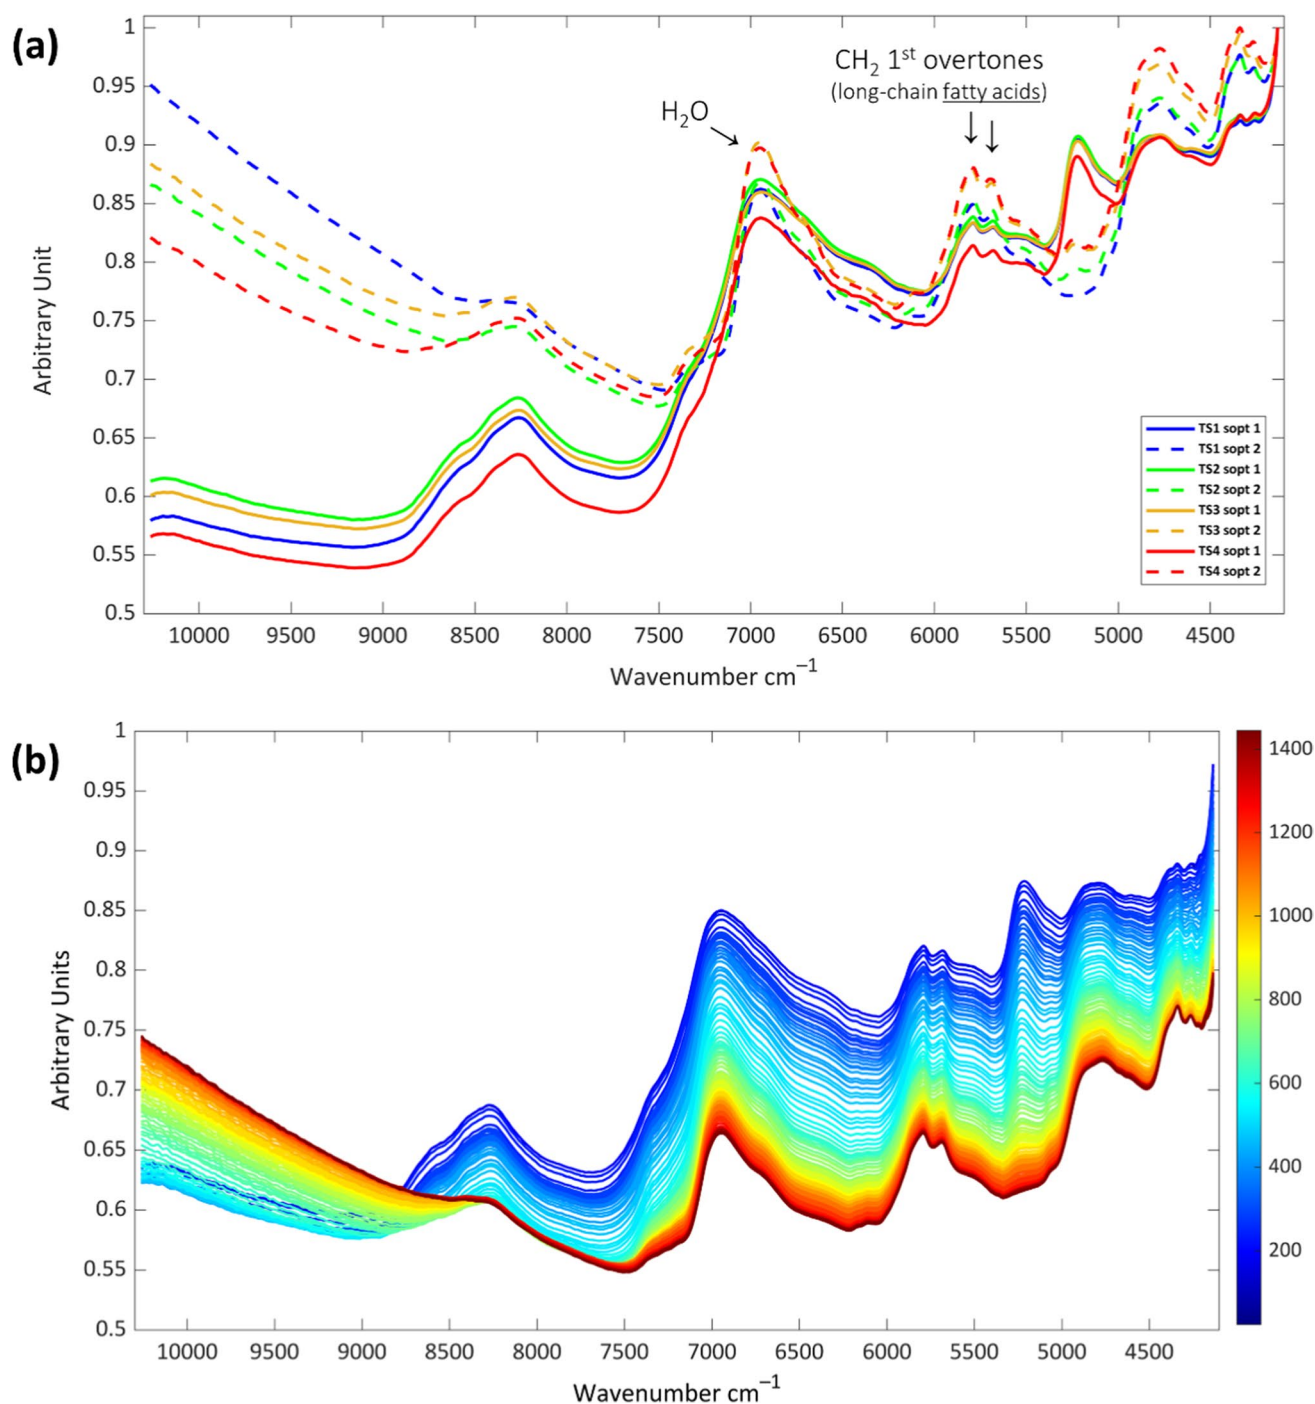 (a)
1
0.95
0.9
0.85
0.8
0.75
0.7
0.65
0.6
0.55
0.5
Arbitrary Unit
H₂O
CH₂ 1ˢᵗ overtones
(long-chain fatty acids)
TS1 sopt 1
TS1 sopt 2
TS2 sopt 1
TS2 sopt 2
TS3 sopt 1
TS3 sopt 2
TS4 sopt 1
TS4 sopt 2
10000 9500 9000 8500 8000 7500 7000 6500 6000 5500 5000 4500
Wavenumber cm⁻¹
(b)
1
0.95
0.9
0.85
0.8
0.75
0.7
0.65
0.6
0.55
0.5
Arbitrary Units
1400
1200
1000
800
600
400
200
10000 9500 9000 8500 8000 7500 7000 6500 6000 5500 5000 4500
Wavenumber cm⁻¹